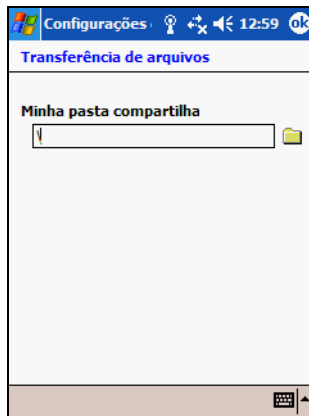 Configurações 12:59 ok
Transferência de arquivos
Minha pasta compartilha
\